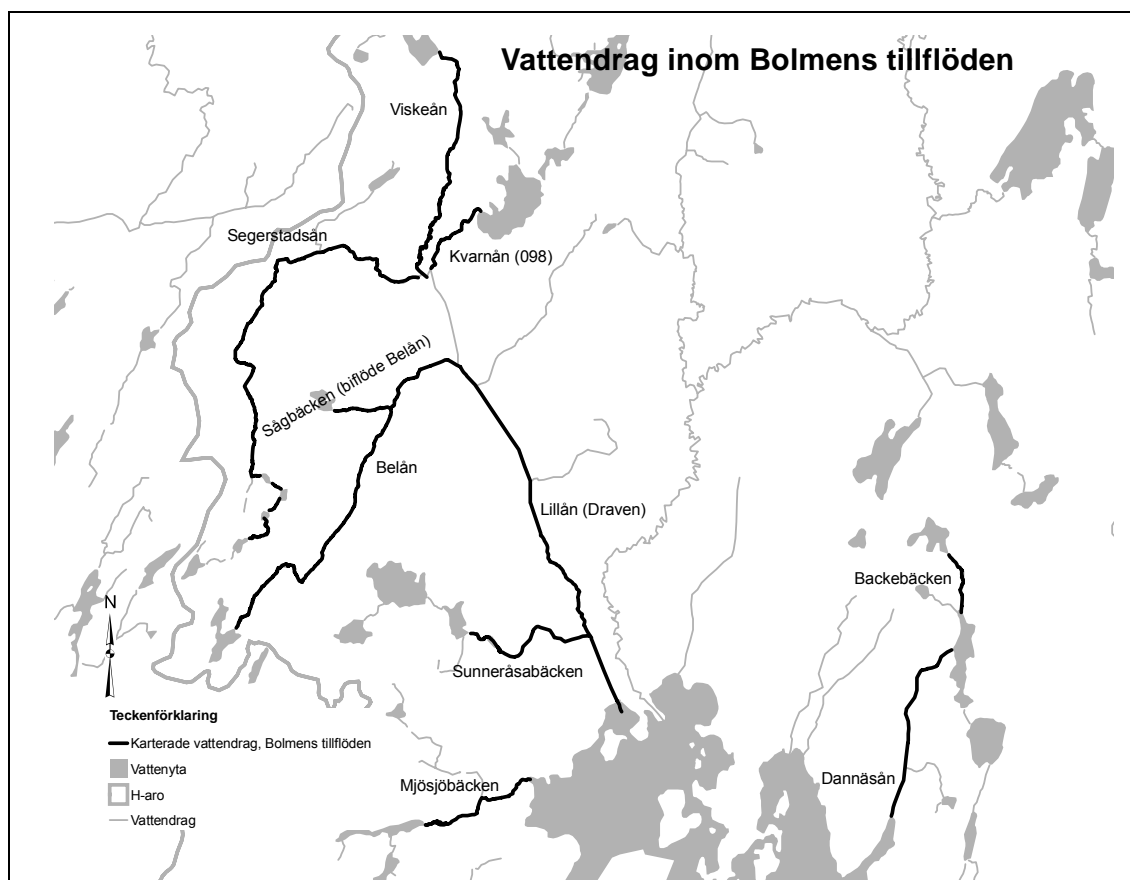 Vattendrag inom Bolmens tillflöden
Viskeån
Segerstadsån
Kvarnån (098)
Sågbäcken (biflöde Belån)
Belån
Lillån (Draven)
Backebäcken
N
Sunneråsabäcken
Teckenförklaring
Karterade vattendrag, Bolmens tillflöden
Vattenyta
H-aro
Vattendrag
Mjösjöbäcken
Dannäsån